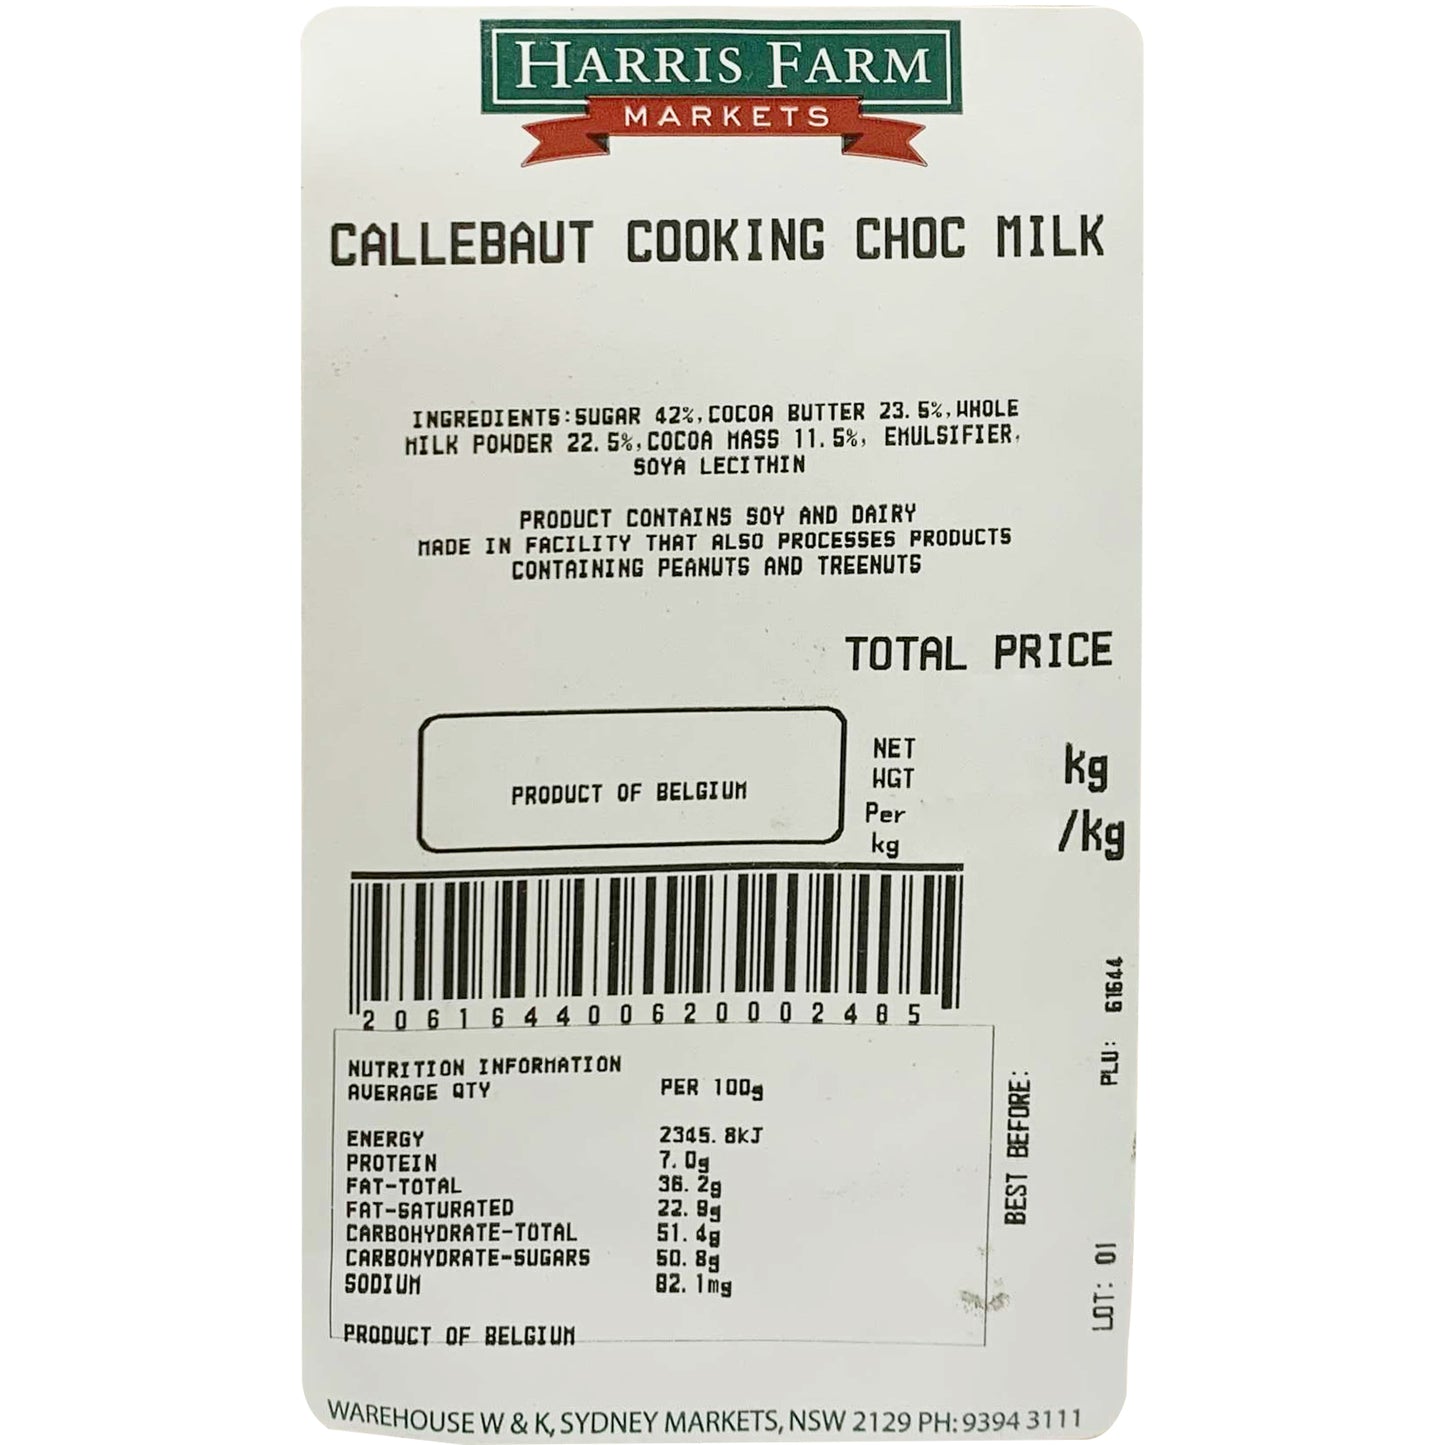 HARRIS FARM
MARKETS
CALLEBAUT COOKING CHOC MILK
INGREDIENTS:SUGAR 42%,COCOA BUTTER 23.5%,WHOLE
MILK POWDER 22.5%,COCOA MASS 11.5%, EMULSIFIER,
SOYA LECITHIN
PRODUCT CONTAINS SOY AND DAIRY
MADE IN FACILITY THAT ALSO PROCESSES PRODUCTS
CONTAINING PEANUTS AND TREENUTS
TOTAL PRICE
PRODUCT OF BELGIUM
NET
WGT
kg
Per
kg
/kg
206164400620002485
NUTRITION INFORMATION
AVERAGE QTY PER 100g
ENERGY 2345.8kJ
PROTEIN 7.0g
FAT-TOTAL 36.2g
FAT-SATURATED 22.8g
CARBOHYDRATE-TOTAL 51.4g
CARBOHYDRATE-SUGARS 50.8g
SODIUM 82.1mg
PRODUCT OF BELGIUM
BEST BEFORE:
PLU: 61644
LOT: 01
WAREHOUSE W & K, SYDNEY MARKETS, NSW 2129 PH: 9394 3111